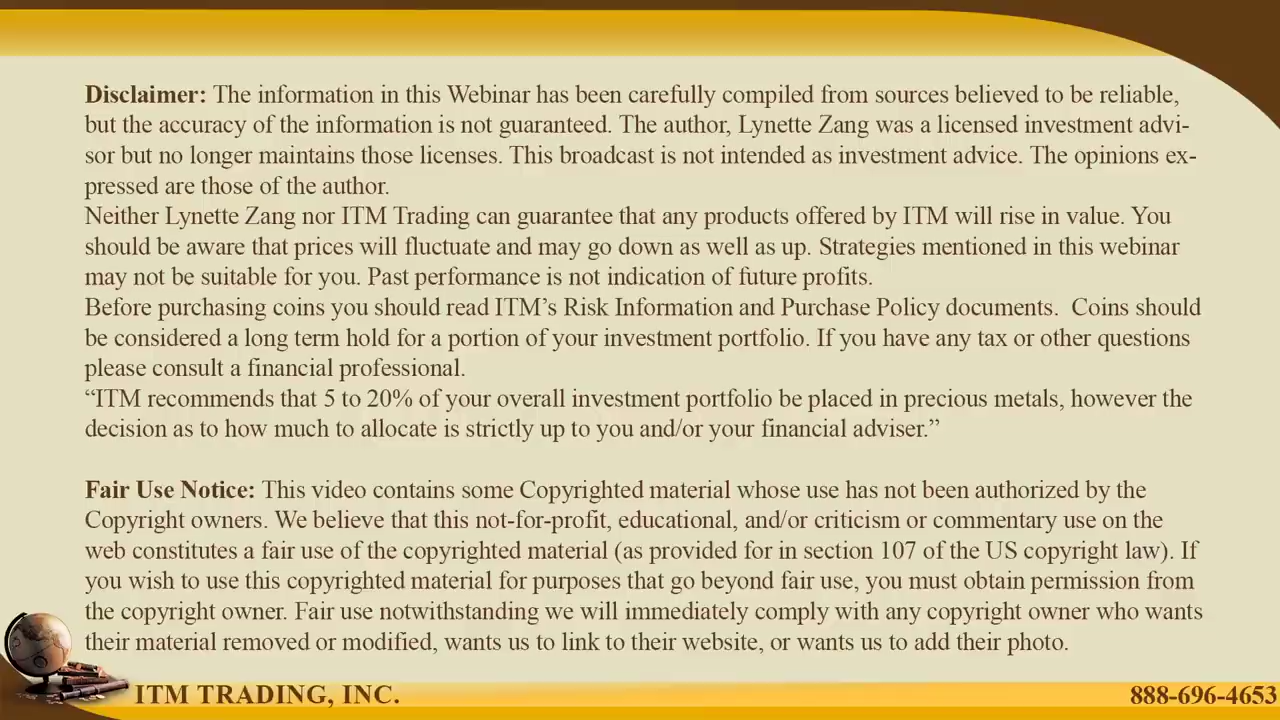 Disclaimer: The information in this Webinar has been carefully compiled from sources believed to be reliable,
but the accuracy of the information is not guaranteed. The author, Lynette Zang was a licensed investment advi-
sor but no longer maintains those licenses. This broadcast is not intended as investment advice. The opinions ex-
pressed are those of the author.
Neither Lynette Zang nor ITM Trading can guarantee that any products offered by ITM will rise in value. You
should be aware that prices will fluctuate and may go down as well as up. Strategies mentioned in this webinar
may not be suitable for you. Past performance is not indication of future profits.
Before purchasing coins you should read ITM’s Risk Information and Purchase Policy documents.  Coins should
be considered a long term hold for a portion of your investment portfolio. If you have any tax or other questions
please consult a financial professional.
“ITM recommends that 5 to 20% of your overall investment portfolio be placed in precious metals, however the
decision as to how much to allocate is strictly up to you and/or your financial adviser.”
Fair Use Notice: This video contains some Copyrighted material whose use has not been authorized by the
Copyright owners. We believe that this not-for-profit, educational, and/or criticism or commentary use on the
web constitutes a fair use of the copyrighted material (as provided for in section 107 of the US copyright law). If
you wish to use this copyrighted material for purposes that go beyond fair use, you must obtain permission from
the copyright owner. Fair use notwithstanding we will immediately comply with any copyright owner who wants
their material removed or modified, wants us to link to their website, or wants us to add their photo.
ITM TRADING, INC.
888-696-4653